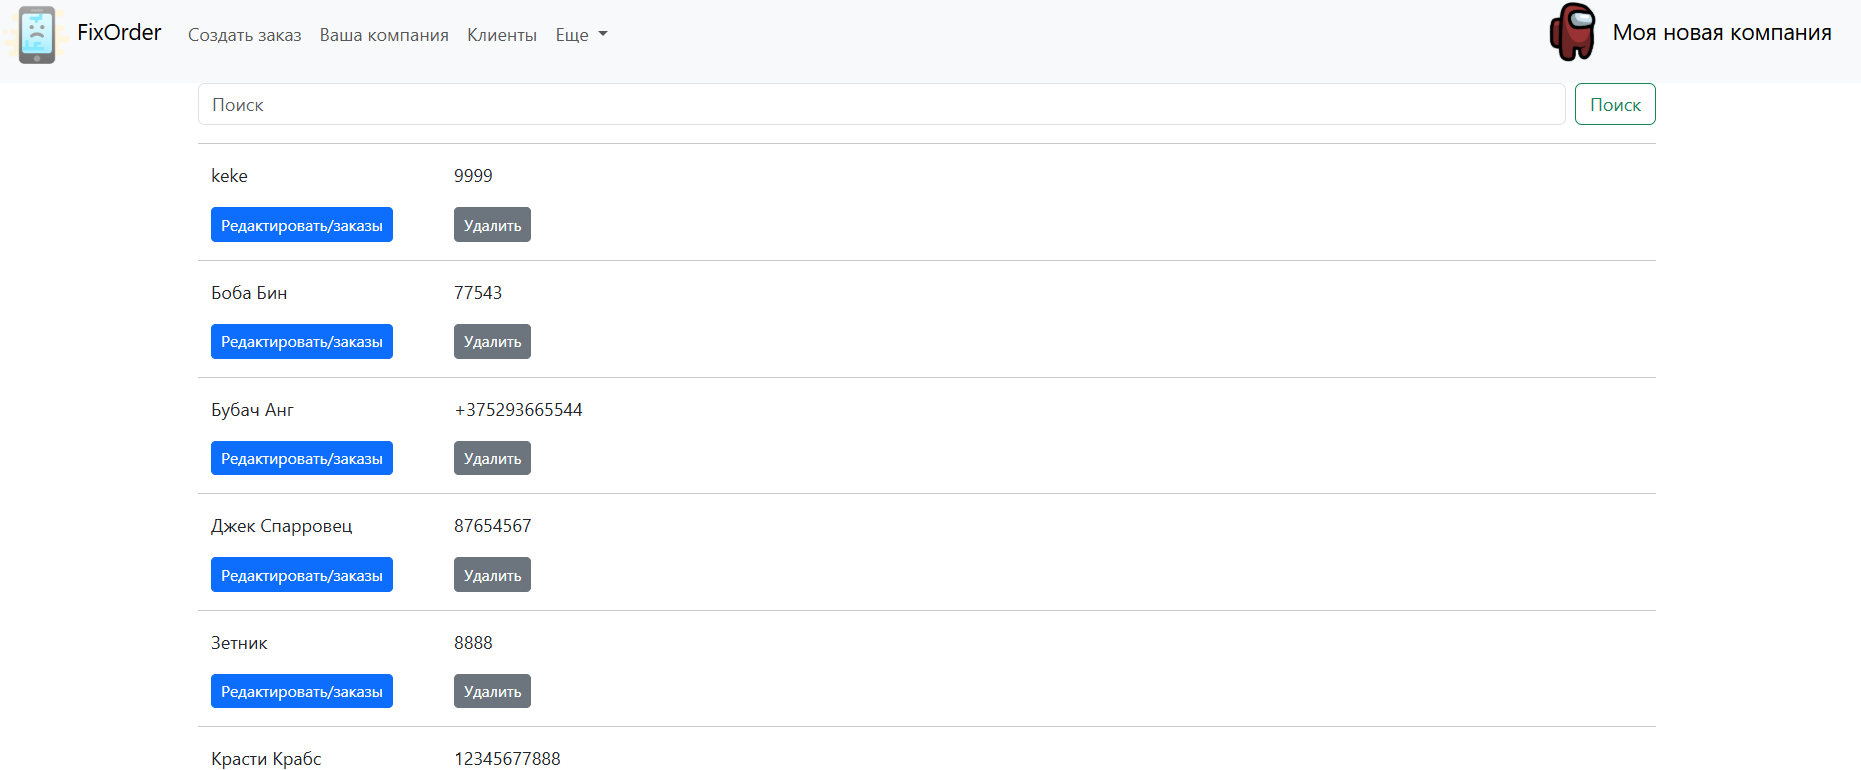 FixOrder Создать заказ Ваша компания Клиенты Еще Моя новая компания
Поиск Поиск
keke 9999
Редактировать/заказы Удалить
Боба Бин 77543
Редактировать/заказы Удалить
Бубач Анг +375293665544
Редактировать/заказы Удалить
Джек Спарровец 87654567
Редактировать/заказы Удалить
Зетник 8888
Редактировать/заказы Удалить
Красти Крабс 12345677888